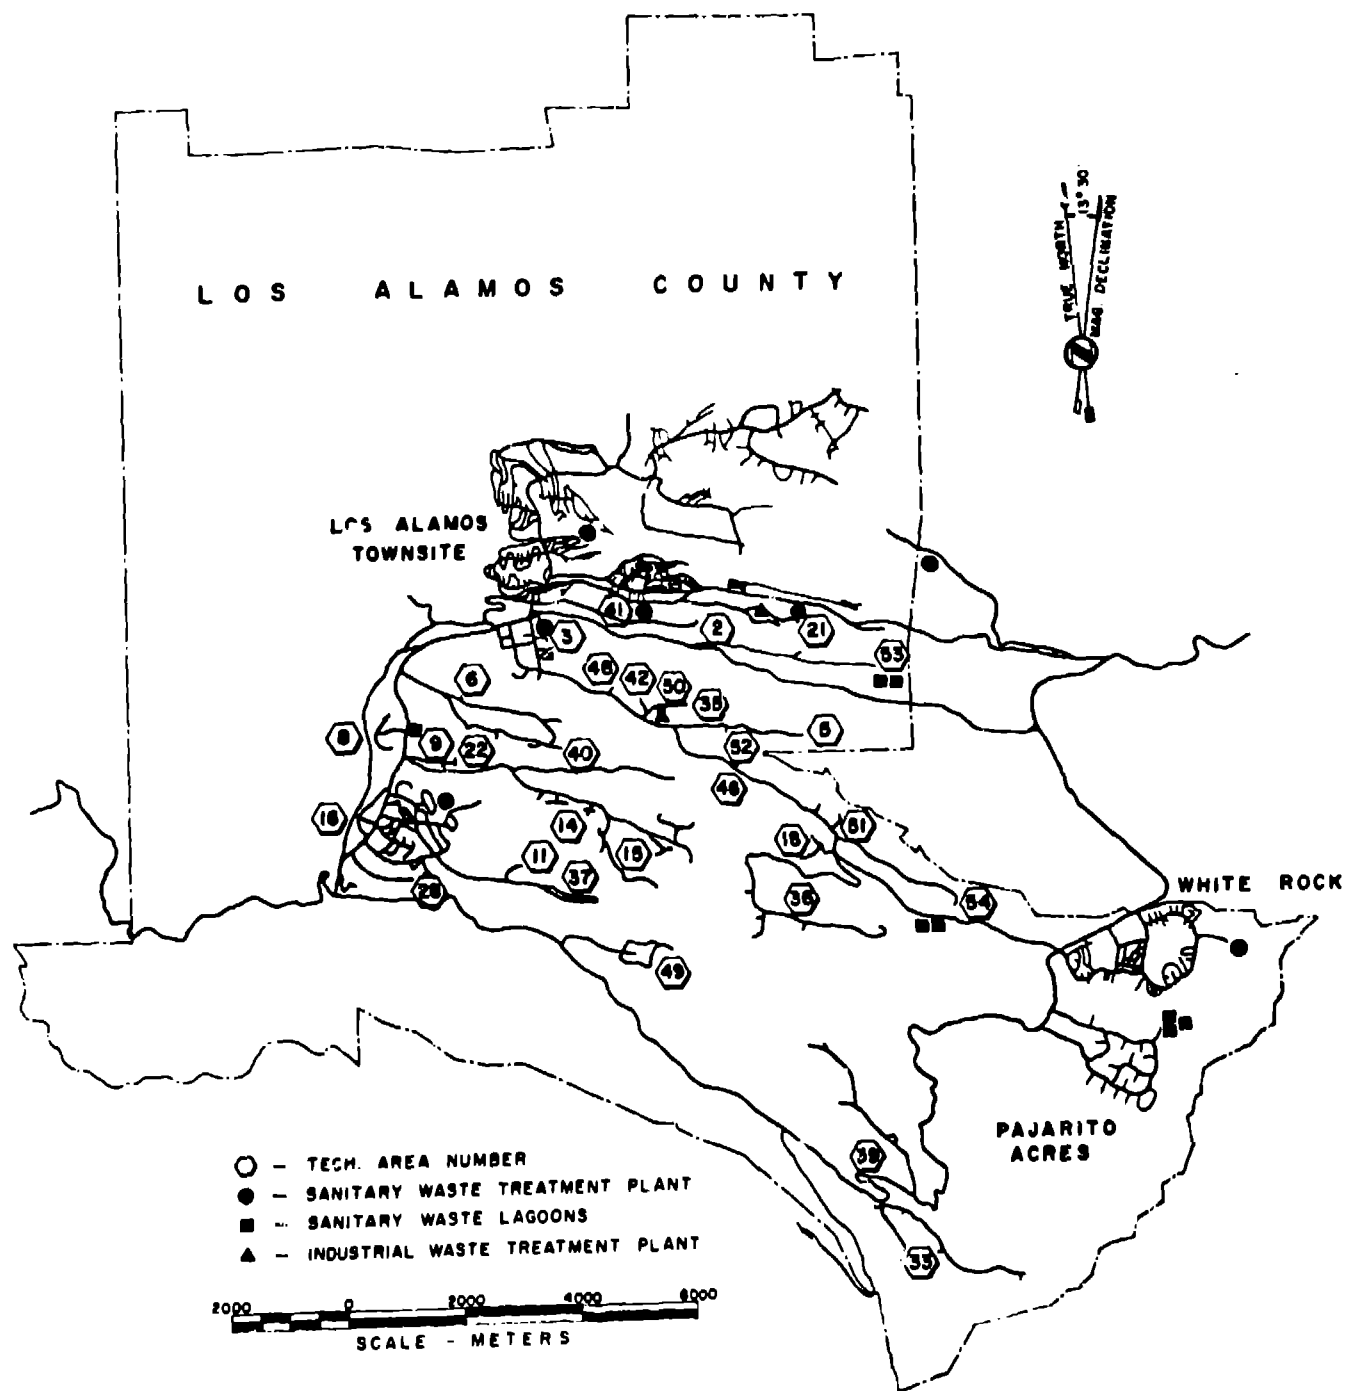 LOS ALAMOS COUNTY
TRUE NORTH
13° 30'
MAG. DECLINATION
LOS ALAMOS
TOWNSITE
41
2
21
3
53
48
42
50
35
6
5
8
9
22
40
52
46
16
14
18
51
11
15
37
28
36
54
WHITE ROCK
49
PAJARITO
ACRES
39
33
– TECH. AREA NUMBER
– SANITARY WASTE TREATMENT PLANT
– SANITARY WASTE LAGOONS
– INDUSTRIAL WASTE TREATMENT PLANT
2000 0 2000 4000 6000
SCALE – METERS